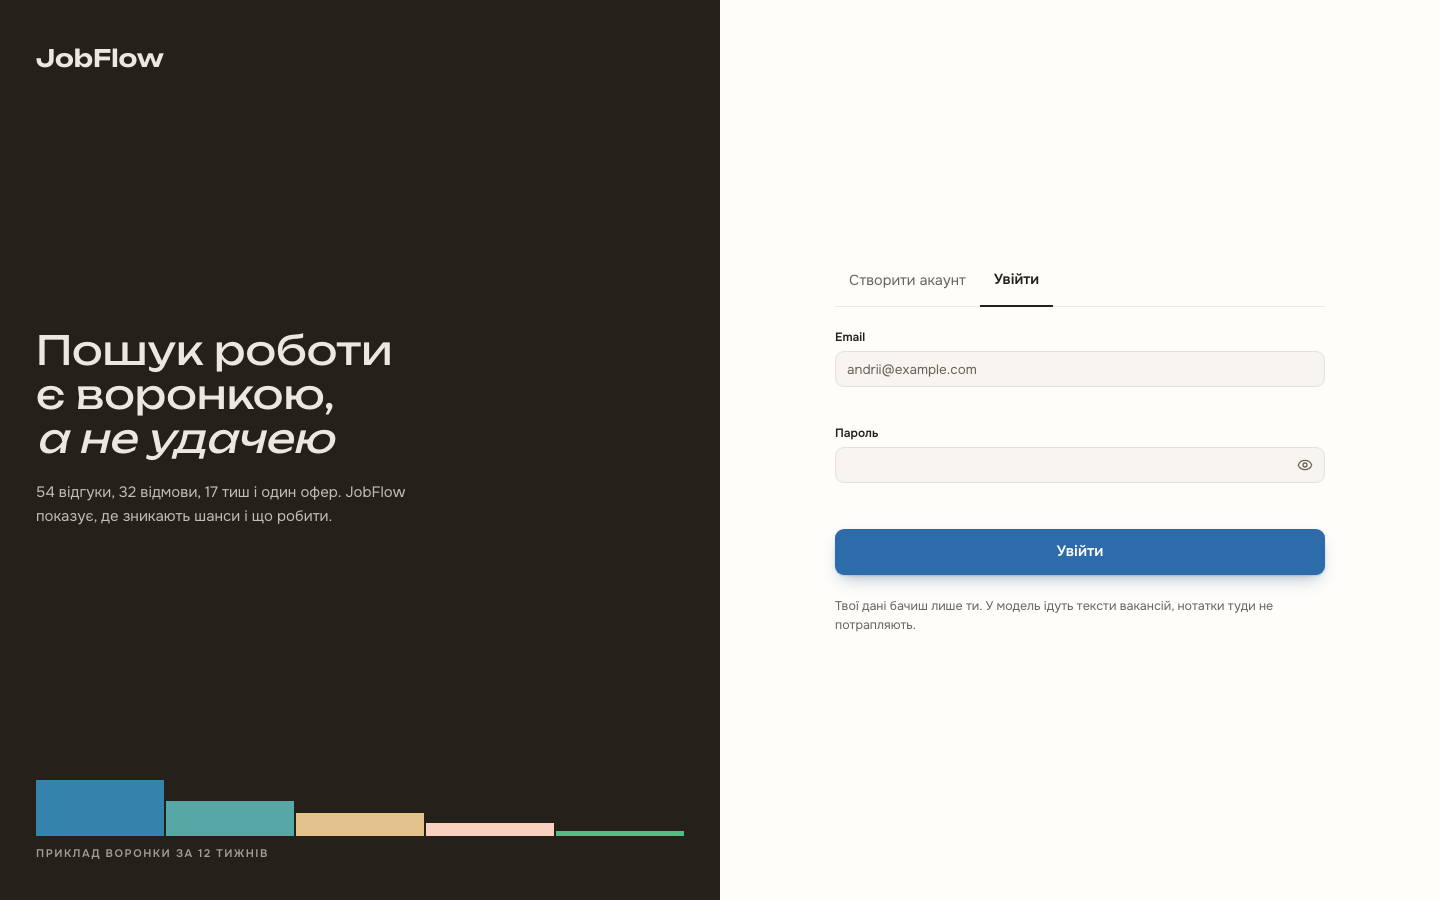 JobFlow
Пошук роботи
є воронкою,
а не удачею
54 відгуки, 32 відмови, 17 тиш і один офер. JobFlow
показує, де зникають шанси і що робити.
ПРИКЛАД ВОРОНКИ ЗА 12 ТИЖНІВ
Створити акаунт
Увійти
Email
andrii@example.com
Пароль
Увійти
Твої дані бачиш лише ти. У модель ідуть тексти вакансій, нотатки туди не
потрапляють.